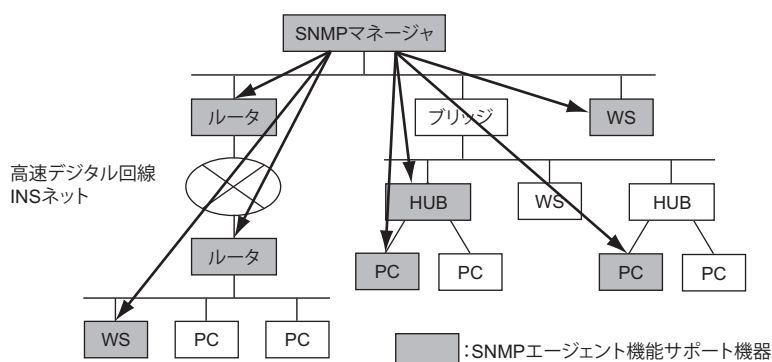 SNMPマネージャ
ルータ
ブリッジ
WS
高速デジタル回線
INSネット
HUB
WS
HUB
ルータ
PC
PC
PC
PC
WS
PC
PC
:SNMPエージェント機能サポート機器